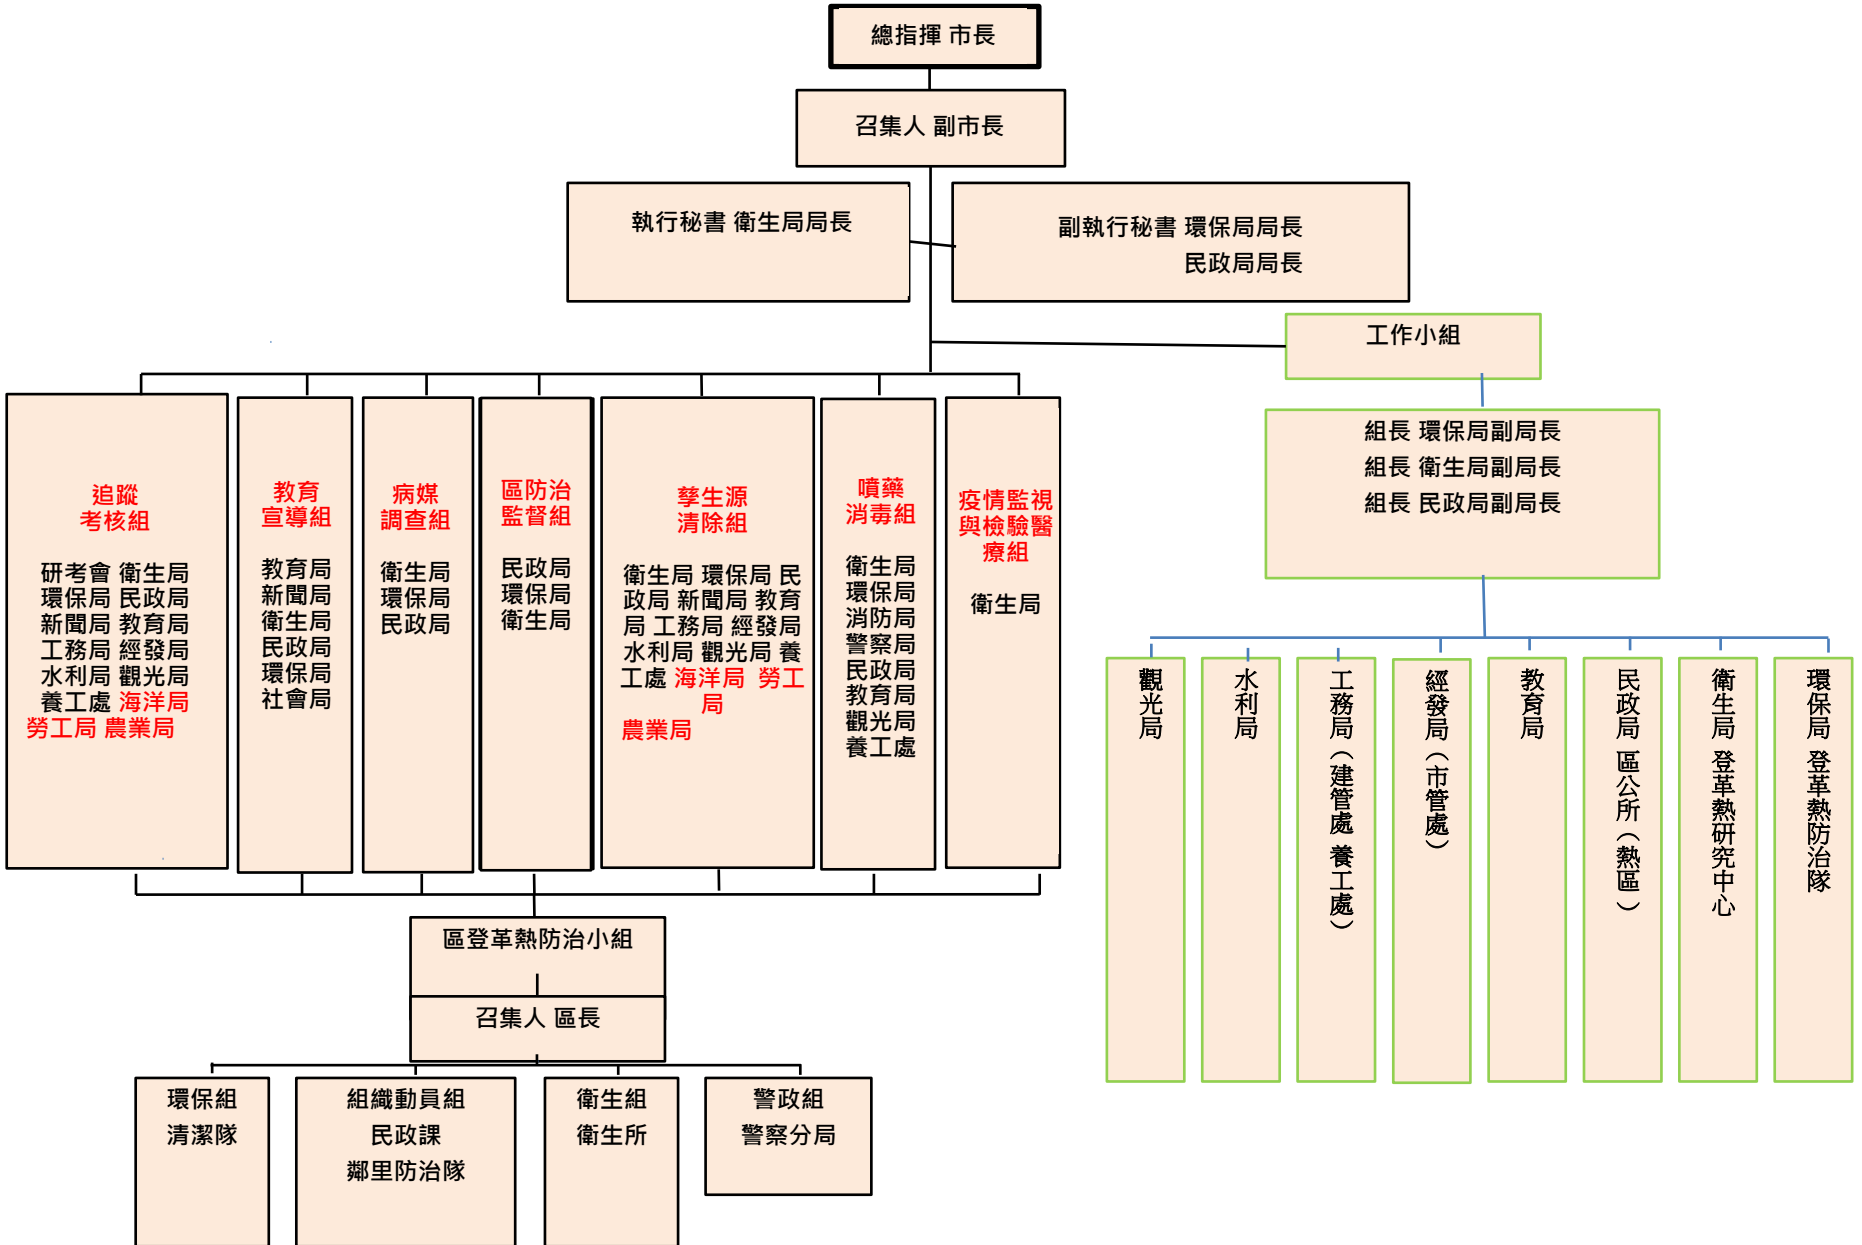 總指揮 市長
召集人 副市長
執行秘書 衛生局局長
副執行秘書 環保局局長
民政局局長
工作小組
組長 環保局副局長
組長 衛生局副局長
組長 民政局副局長
追蹤
考核組
研考會 衛生局
環保局 民政局
新聞局 教育局
工務局 經發局
水利局 觀光局
養工處 海洋局
勞工局 農業局
教育
宣導組
教育局
新聞局
衛生局
民政局
環保局
社會局
病媒
調查組
衛生局
環保局
民政局
區防治
監督組
民政局
環保局
衛生局
孳生源
清除組
衛生局 環保局 民
政局 新聞局 教育
局 工務局 經發局
水利局 觀光局 養
工處 海洋局 勞工
局
農業局
噴藥
消毒組
衛生局
環保局
消防局
警察局
民政局
教育局
觀光局
養工處
疫情監視
與檢驗醫
療組
衛生局
觀光局
水利局
工務局（建管處 養工處）
經發局（市管處）
教育局
民政局 區公所（熱區）
衛生局 登革熱研究中心
環保局 登革熱防治隊
區登革熱防治小組
召集人 區長
環保組
清潔隊
組織動員組
民政課
鄰里防治隊
衛生組
衛生所
警政組
警察分局